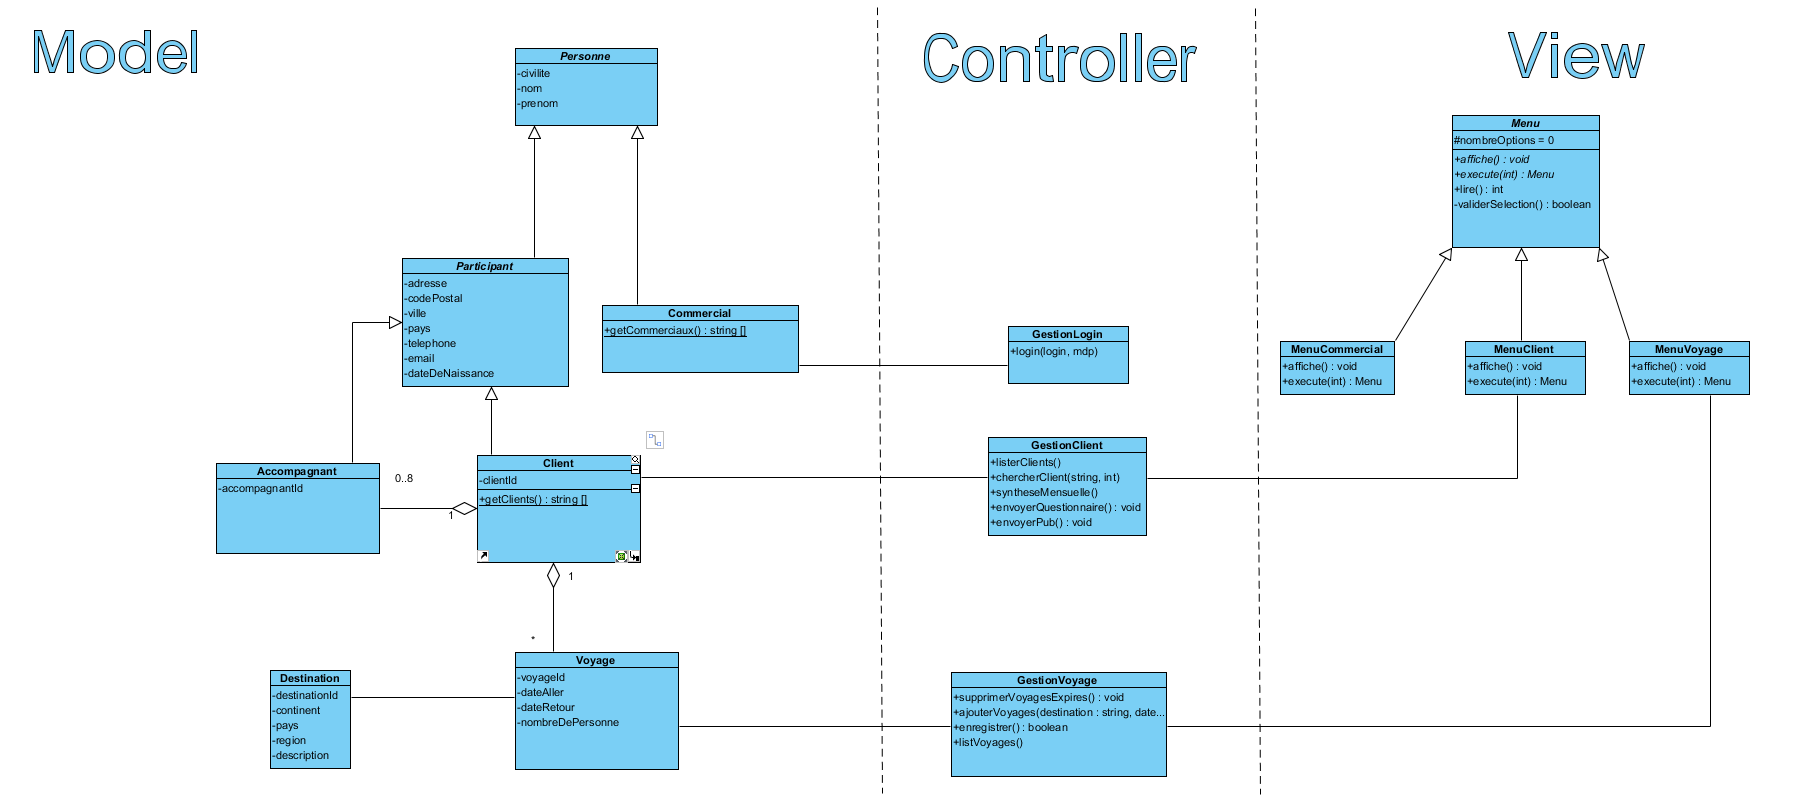 Model
Controller
View
Personne
-civilite
-nom
-prenom
Menu
#nombreOptions = 0
+affiche() : void
+execute(int) : Menu
+lire() : int
-validerSelection() : boolean
Participant
-adresse
-codePostal
-ville
-pays
-telephone
-email
-dateDeNaissance
Commercial
+getCommerciaux() : string []
GestionLogin
+login(login, mdp)
MenuCommercial
+affiche() : void
+execute(int) : Menu
MenuClient
+affiche() : void
+execute(int) : Menu
MenuVoyage
+affiche() : void
+execute(int) : Menu
Accompagnant
-accompagnantId
0..8
1
Client
-clientId
+getClients() : string []
GestionClient
+listerClients()
+chercherClient(string, int)
+syntheseMensuelle()
+envoyerQuestionnaire() : void
+envoyerPub() : void
1
*
Destination
-destinationId
-continent
-pays
-region
-description
Voyage
-voyageId
-dateAller
-dateRetour
-nombreDePersonne
GestionVoyage
+supprimerVoyagesExpires() : void
+ajouterVoyages(destination : string, date...
+enregistrer() : boolean
+listVoyages()